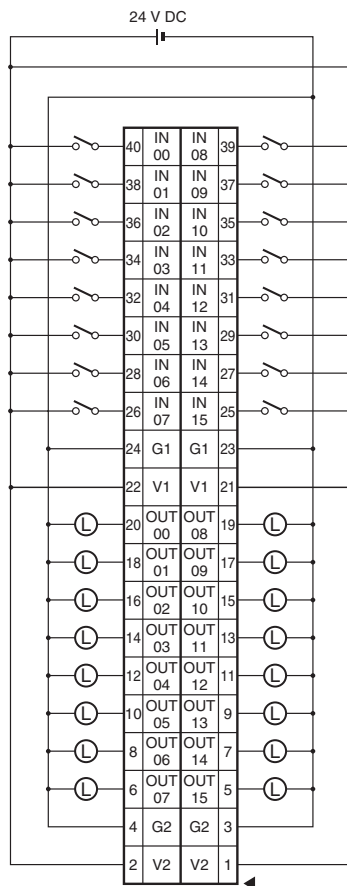 24 V DC
40 IN 00 IN 08 39
38 IN 01 IN 09 37
36 IN 02 IN 10 35
34 IN 03 IN 11 33
32 IN 04 IN 12 31
30 IN 05 IN 13 29
28 IN 06 IN 14 27
26 IN 07 IN 15 25
24 G1 G1 23
22 V1 V1 21
L 20 OUT 00 OUT 08 19 L
L 18 OUT 01 OUT 09 17 L
L 16 OUT 02 OUT 10 15 L
L 14 OUT 03 OUT 11 13 L
L 12 OUT 04 OUT 12 11 L
L 10 OUT 05 OUT 13 9 L
L 8 OUT 06 OUT 14 7 L
L 6 OUT 07 OUT 15 5 L
4 G2 G2 3
2 V2 V2 1